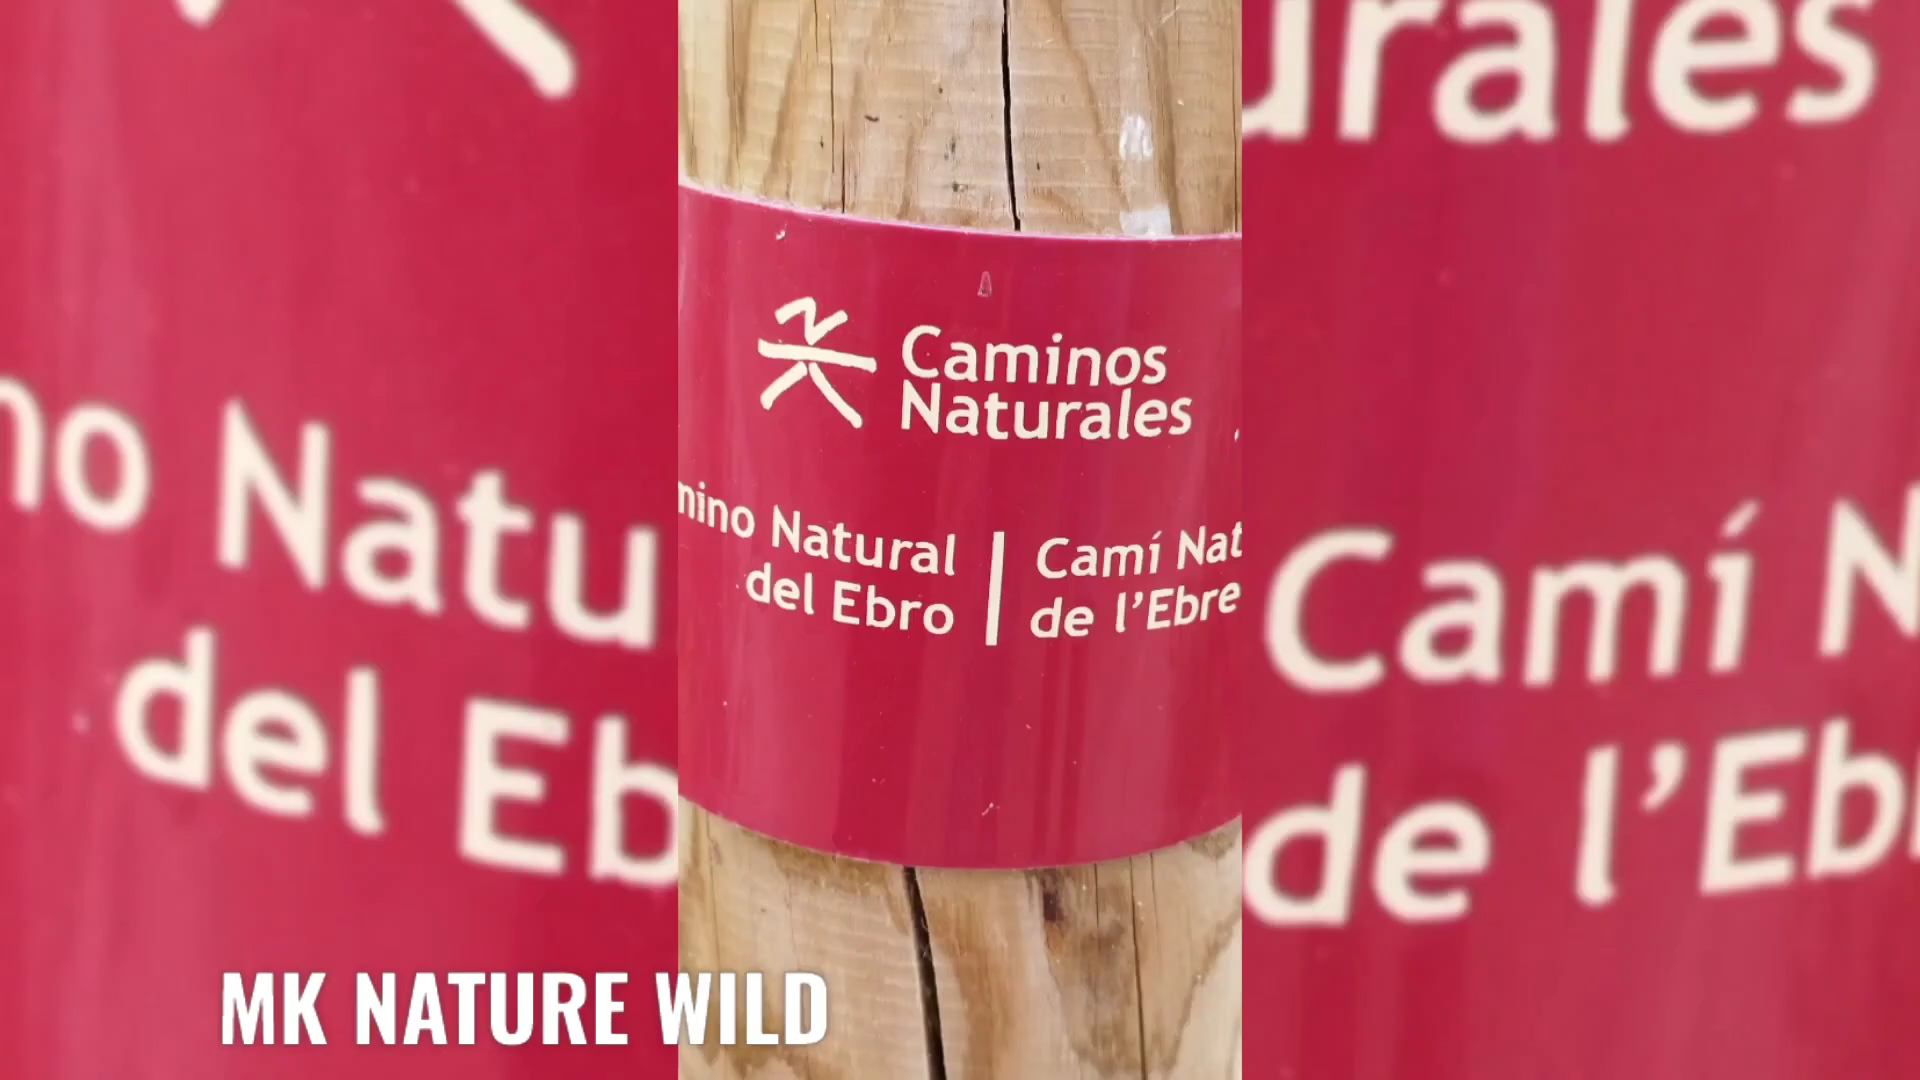 Caminos
Naturales
mino Natural
del Ebro
Camí Nat
de l'Ebre
urales
no Natu
del Eb
Camí N
de l'Eb
MK NATURE WILD